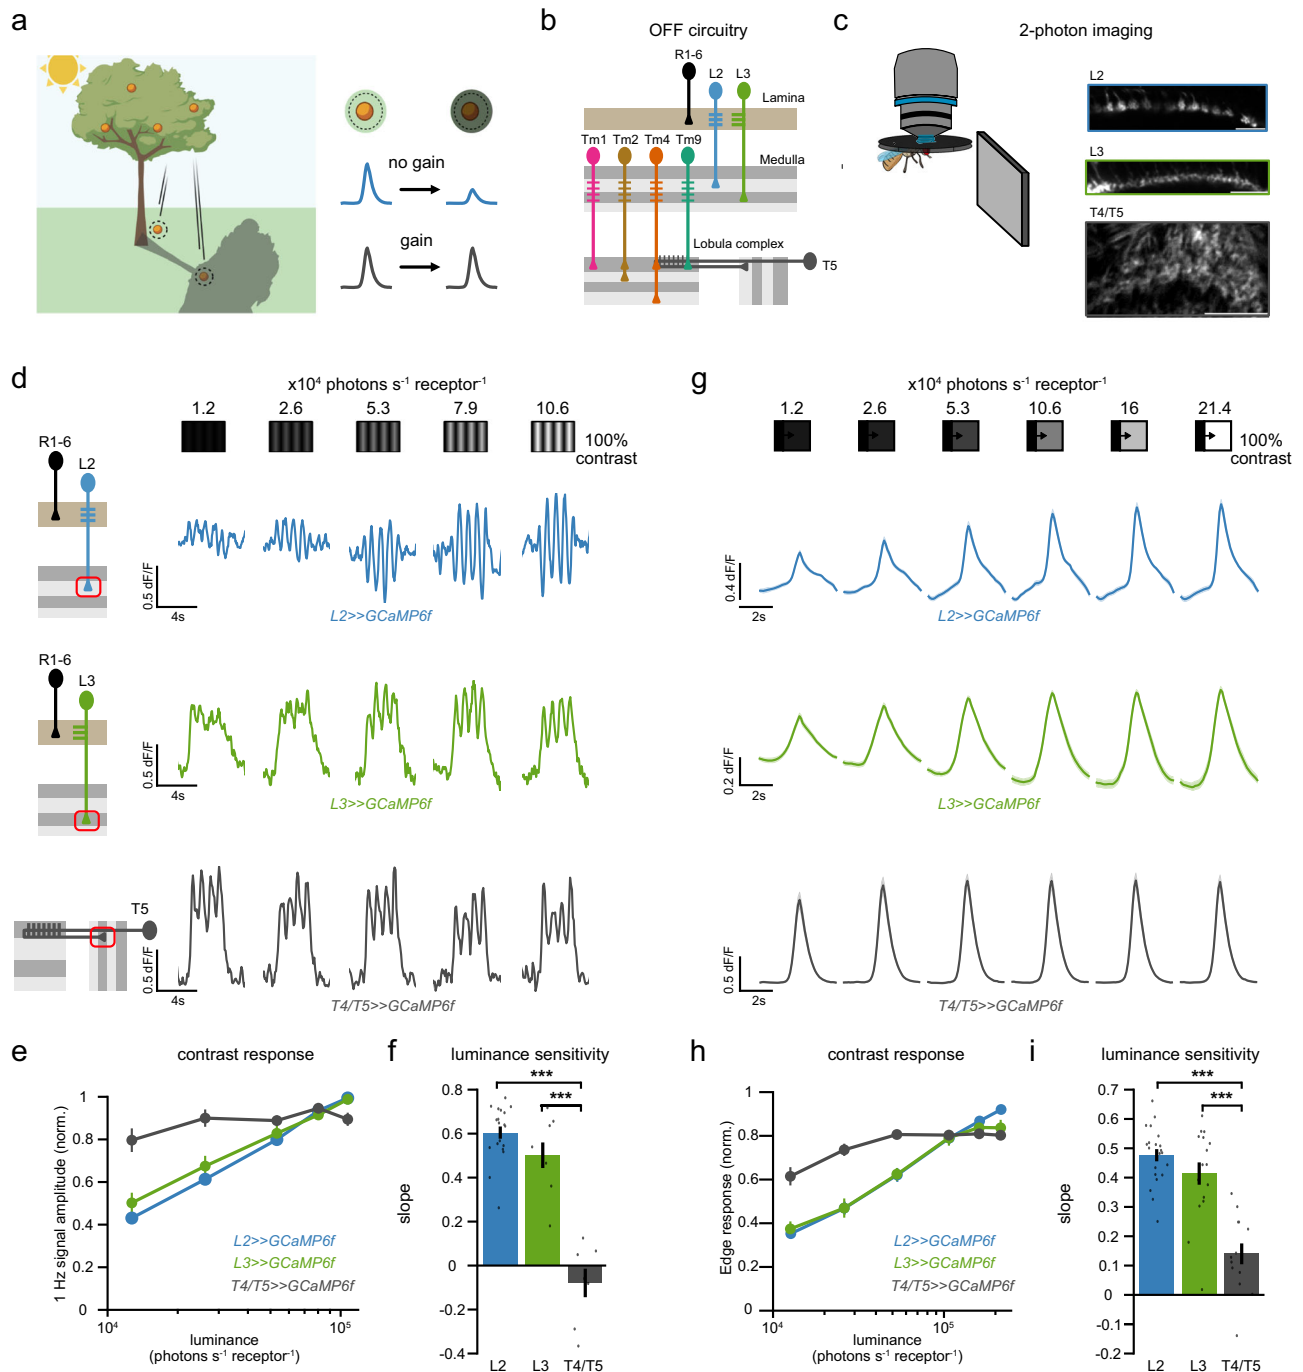 a
no gain
gain
b
OFF circuitry
R1-6
L2
L3
Lamina
Tm1
Tm2
Tm4
Tm9
Medulla
Lobula complex
T5
c
2-photon imaging
L2
L3
T4/T5
d
x10⁴ photons s⁻¹ receptor⁻¹
1.2
2.6
5.3
7.9
10.6
100% contrast
R1-6
L2
0.5 dF/F
4s
L2>>GCaMP6f
R1-6
L3
0.5 dF/F
4s
L3>>GCaMP6f
T5
0.5 dF/F
4s
T4/T5>>GCaMP6f
g
x10⁴ photons s⁻¹ receptor⁻¹
1.2
2.6
5.3
10.6
16
21.4
100% contrast
0.4 dF/F
2s
L2>>GCaMP6f
0.2 dF/F
2s
L3>>GCaMP6f
0.5 dF/F
2s
T4/T5>>GCaMP6f
e
contrast response
1 Hz signal amplitude (norm.)
1
0.8
0.6
0.4
0.2
0
10⁴
10⁵
luminance
(photons s⁻¹ receptor⁻¹)
L2>>GCaMP6f
L3>>GCaMP6f
T4/T5>>GCaMP6f
f
luminance sensitivity
***
***
slope
0.8
0.6
0.4
0.2
0
-0.2
-0.4
L2
L3
T4/T5
h
contrast response
Edge response (norm.)
1
0.8
0.6
0.4
0.2
0
10⁴
10⁵
luminance
(photons s⁻¹ receptor⁻¹)
L2>>GCaMP6f
L3>>GCaMP6f
T4/T5>>GCaMP6f
i
luminance sensitivity
***
***
slope
0.7
0.6
0.5
0.4
0.3
0.2
0.1
0
-0.1
-0.2
L2
L3
T4/T5